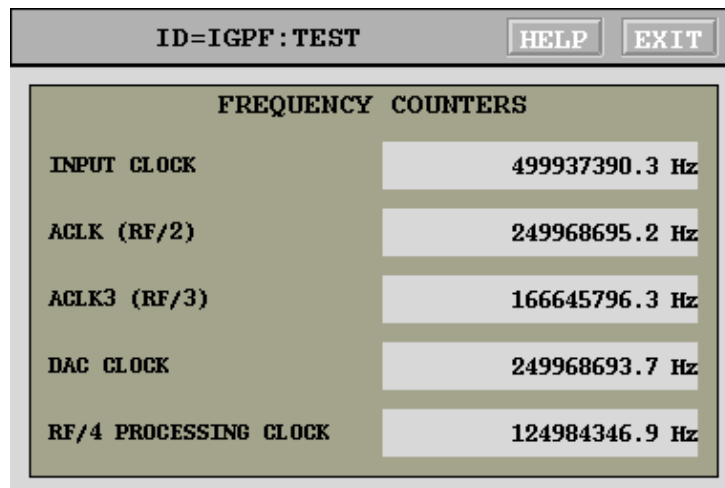 ID=IGPF:TEST HELP EXIT
FREQUENCY COUNTERS
INPUT CLOCK 499937390.3 Hz
ACLK (RF/2) 249968695.2 Hz
ACLK3 (RF/3) 166645796.3 Hz
DAC CLOCK 249968693.7 Hz
RF/4 PROCESSING CLOCK 124984346.9 Hz